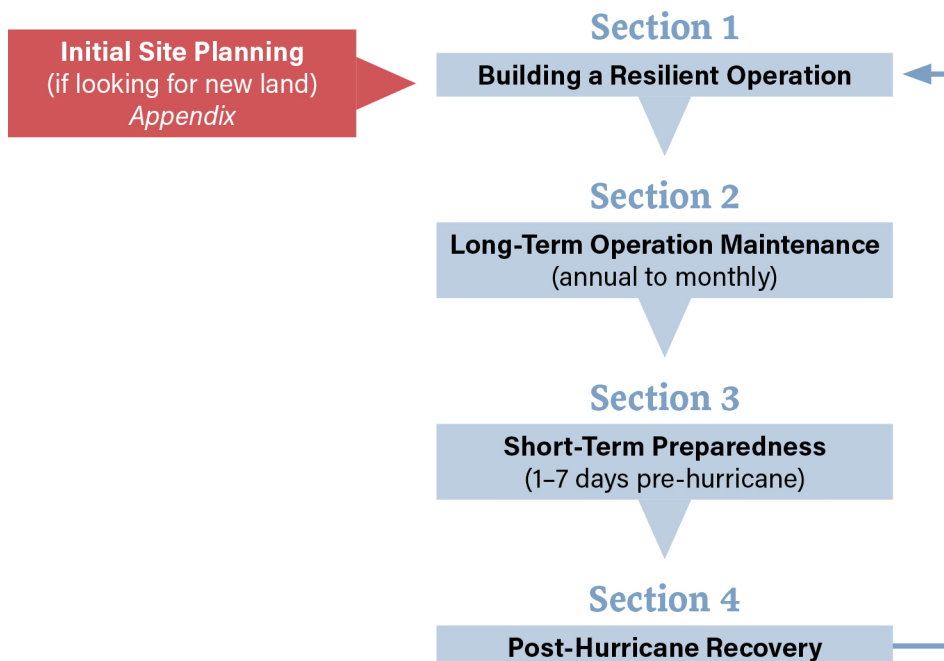 Initial Site Planning
(if looking for new land)
Appendix
Section 1
Building a Resilient Operation
Section 2
Long-Term Operation Maintenance
(annual to monthly)
Section 3
Short-Term Preparedness
(1–7 days pre-hurricane)
Section 4
Post-Hurricane Recovery